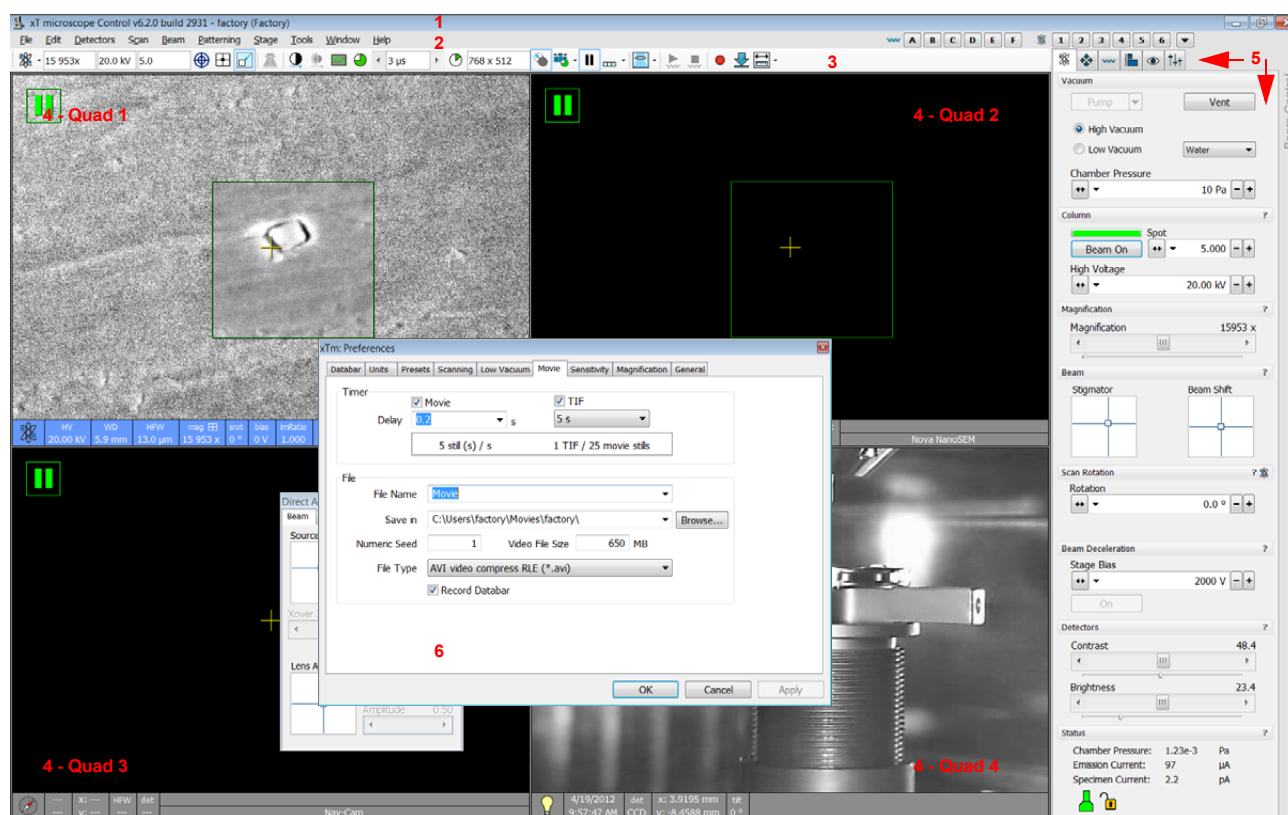 xT microscope Control v6.2.0 build 2931 - factory (Factory)
1
File Edit Detectors Scan Beam Patterning Stage Tools Window Help
2
A B C D E F
1 2 3 4 5 6
15 953x 20.0 kV 5.0
3 µs
768 x 512
3
5
4 - Quad 1
4 - Quad 2
Vacuum
Pump
Vent
High Vacuum
Low Vacuum
Water
Chamber Pressure
10 Pa
Column ?
Spot
Beam On
5.000
High Voltage
20.00 kV
Magnification ?
Magnification 15953 x
Beam ?
Stigmator Beam Shift
Scan Rotation ?
Rotation
0.0 °
Beam Deceleration ?
Stage Bias
2000 V
On
Detectors ?
Contrast 48.4
Brightness 23.4
Status ?
Chamber Pressure: 1.23e-3 Pa
Emission Current: 97 µA
Specimen Current: 2.2 pA
HV WD HFW mag srot bias imRatio
20.00 kV 5.9 mm 13.0 µm 15 953 x 0 ° 0 V 1.000
Nova NanoSEM
xTm: Preferences
Databar Units Presets Scanning Low Vacuum Movie Sensitivity Magnification General
Timer
Movie
TIF
Delay 0.2 s
5 s
5 still (s) / s 1 TIF / 25 movie stills
File
File Name Movie
Save in C:\Users\factory\Movies\factory\ Browse...
Numeric Seed 1 Video File Size 650 MB
File Type AVI video compress RLE (*.avi)
Record Databar
6
OK Cancel Apply
Direct A
Beam
Source
Xover
Lens A
Amplitude 0.50
4 - Quad 3
4 - Quad 4
--- x: --- HFW det
--- y: --- --- ---
Nav-Cam
4/19/2012 det x: 3.9195 mm tilt
9:57:47 AM CCD y: -8.4588 mm 0 °